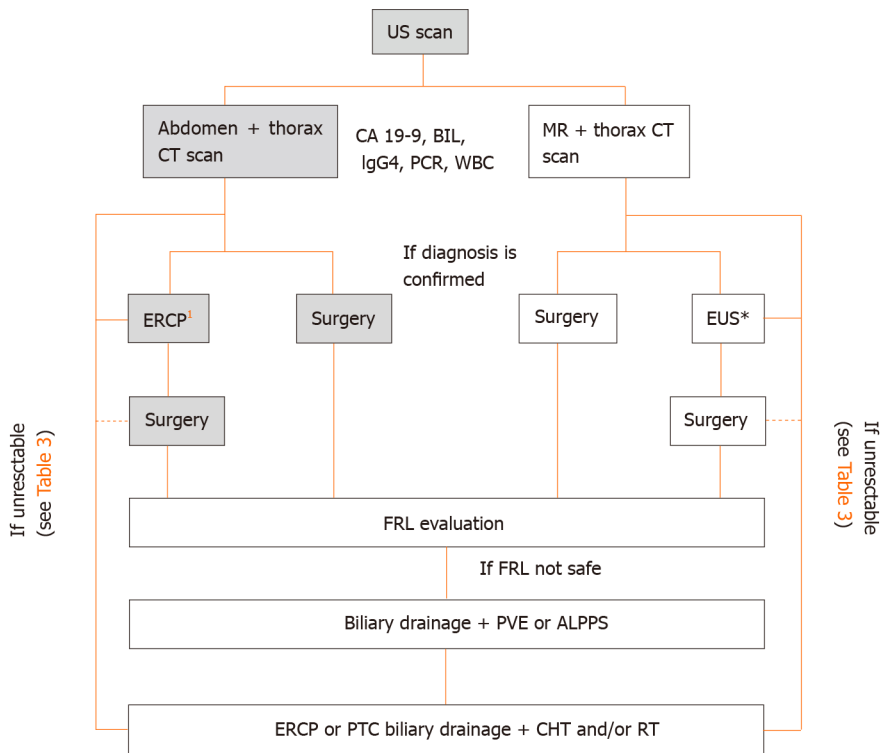 US scan
Abdomen + thorax
CT scan
CA 19-9, BIL,
IgG4, PCR, WBC
MR + thorax CT
scan
If diagnosis is
confirmed
ERCP1
Surgery
Surgery
EUS*
Surgery
Surgery
If unresctable
(see Table 3)
If unresctable
(see Table 3)
FRL evaluation
If FRL not safe
Biliary drainage + PVE or ALPPS
ERCP or PTC biliary drainage + CHT and/or RT